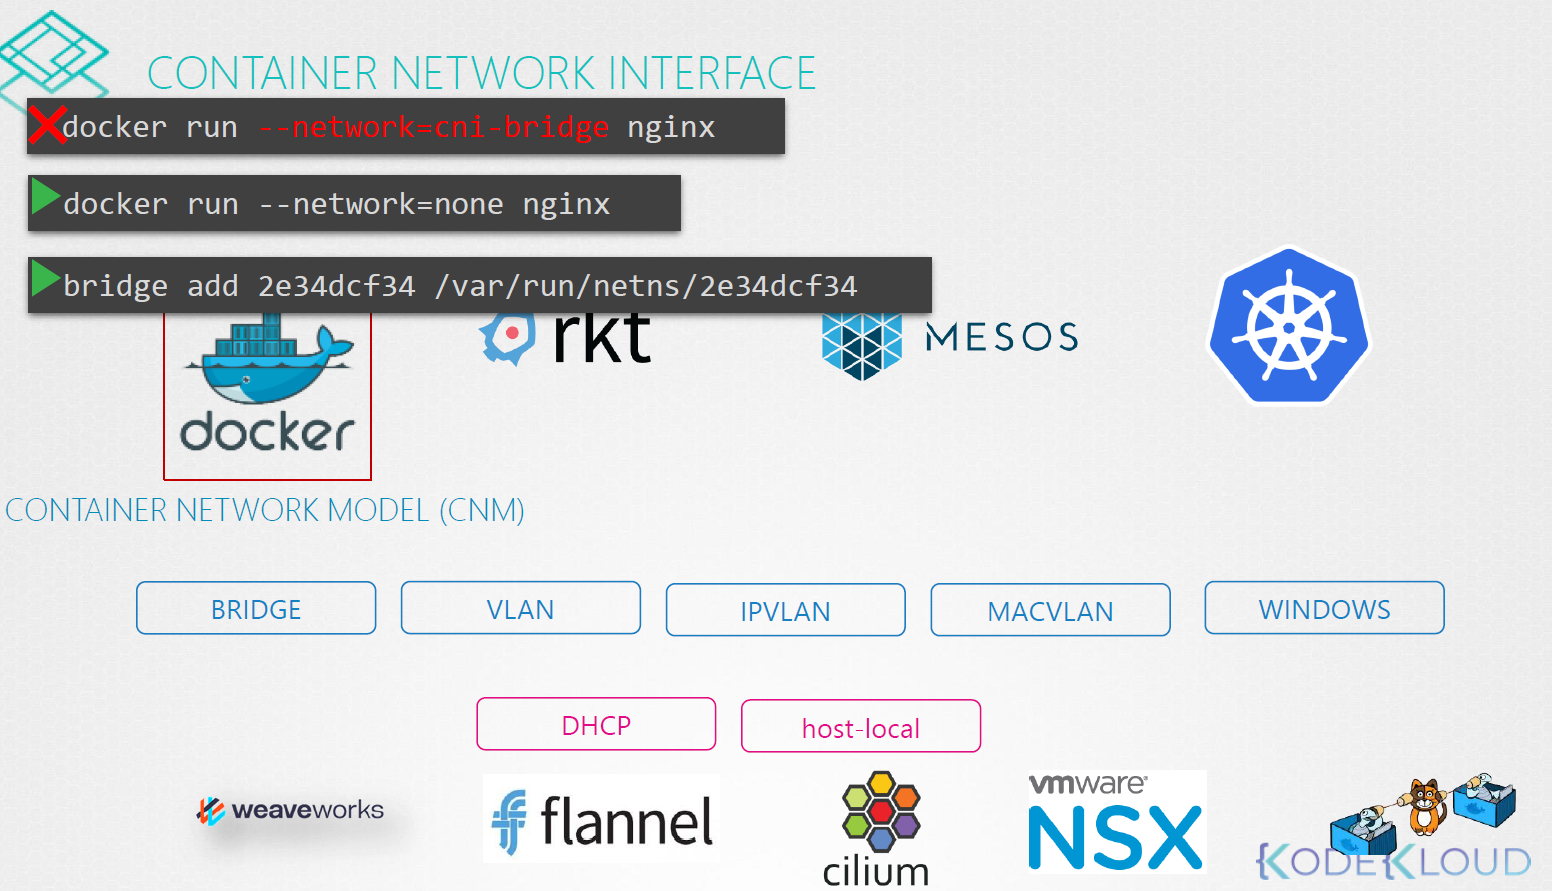 CONTAINER NETWORK INTERFACE
docker run --network=cni-bridge nginx
docker run --network=none nginx
bridge add 2e34dcf34 /var/run/netns/2e34dcf34
docker
rkt
MESOS
CONTAINER NETWORK MODEL (CNM)
BRIDGE
VLAN
IPVLAN
MACVLAN
WINDOWS
DHCP
host-local
weaveworks
flannel
cilium
vmware®
NSX
KODEKLOUD